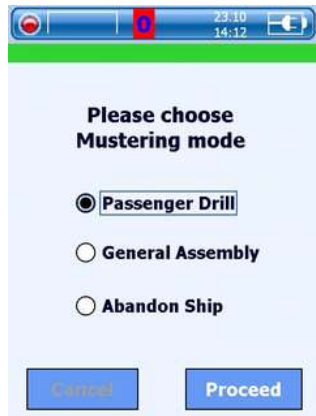 0
23.10
14:12
Please choose
Mustering mode
Passenger Drill
General Assembly
Abandon Ship
Cancel
Proceed